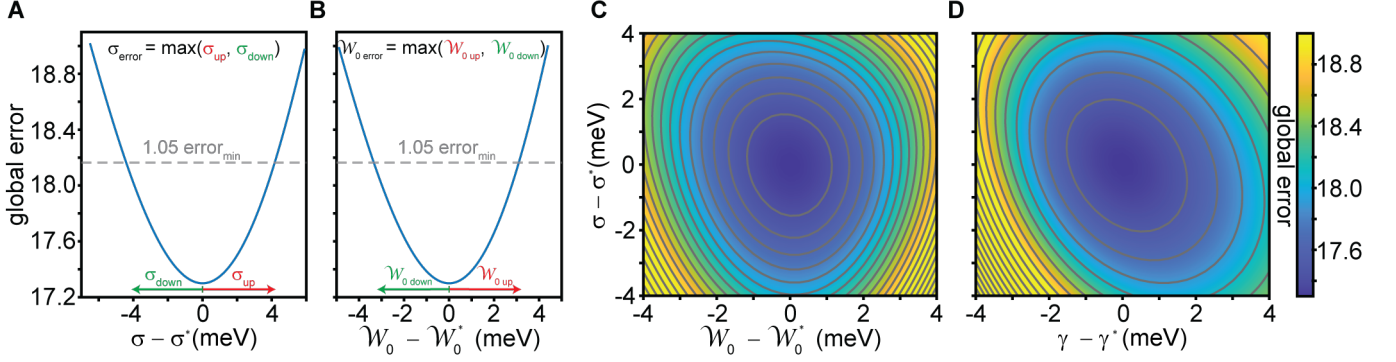 A
B
C
D
σerror = max(σup, σdown)
𝒲0 error = max(𝒲0 up, 𝒲0 down)
global error
18.8
18.4
18.0
17.6
17.2
1.05 errormin
1.05 errormin
σdown
σup
𝒲0 down
𝒲0 up
-4
0
4
σ − σ* (meV)
-4
0
4
𝒲0 − 𝒲0* (meV)
σ − σ* (meV)
4
2
0
-2
-4
-4
-2
0
2
4
𝒲0 − 𝒲0* (meV)
-4
-2
0
2
4
γ − γ* (meV)
18.8
18.4
18.0
17.6
global error